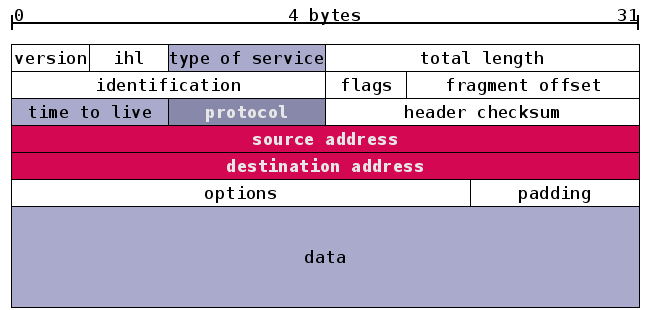 0 4 bytes 31
version ihl type of service total length
identification flags fragment offset
time to live protocol header checksum
source address
destination address
options padding
data